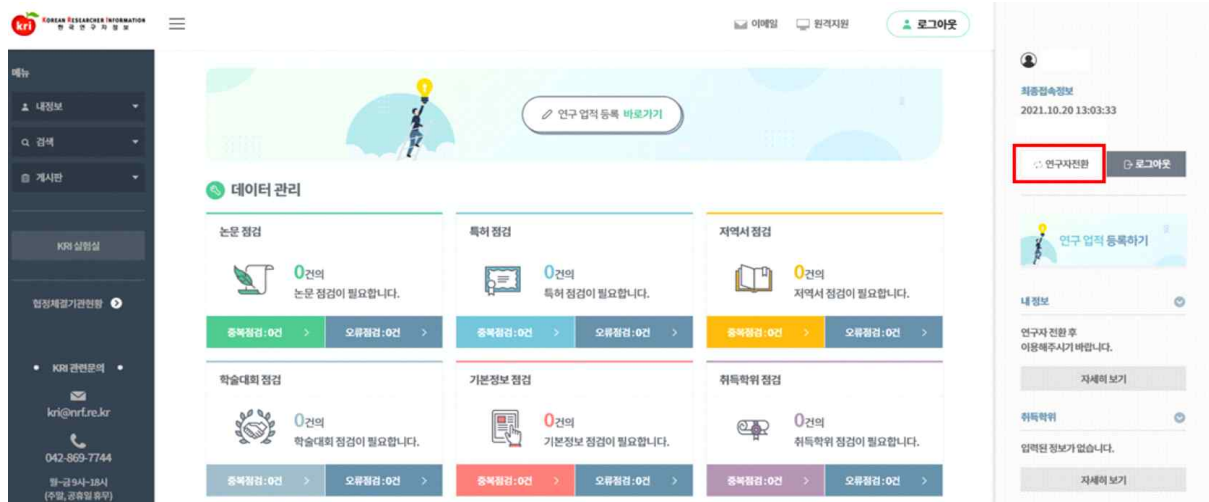 kri KOREAN RESEARCHER INFORMATION
한국연구자정보
이메일
원격지원
로그아웃
메뉴
내정보
검색
게시판
KRI 실험실
협정체결기관현황
KRI 관련문의
kri@nrf.re.kr
042-869-7744
월~금 9시~18시
(주말, 공휴일 휴무)
연구 업적 등록 바로가기
데이터 관리
논문 점검
0건의
논문 점검이 필요합니다.
중복점검 : 0건 >
오류점검 : 0건 >
특허 점검
0건의
특허 점검이 필요합니다.
중복점검 : 0건 >
오류점검 : 0건 >
저역서 점검
0건의
저역서 점검이 필요합니다.
중복점검 : 0건 >
오류점검 : 0건 >
학술대회 점검
0건의
학술대회 점검이 필요합니다.
중복점검 : 0건 >
오류점검 : 0건 >
기본정보 점검
0건의
기본정보 점검이 필요합니다.
중복점검 : 0건 >
오류점검 : 0건 >
취득학위 점검
0건의
취득학위 점검이 필요합니다.
중복점검 : 0건 >
오류점검 : 0건 >
최종접속정보
2021.10.20 13:03:33
연구자전환
로그아웃
연구 업적 등록하기
내 정보
연구자 전환 후
이용해주시기 바랍니다.
자세히 보기
취득학위
입력된 정보가 없습니다.
자세히 보기